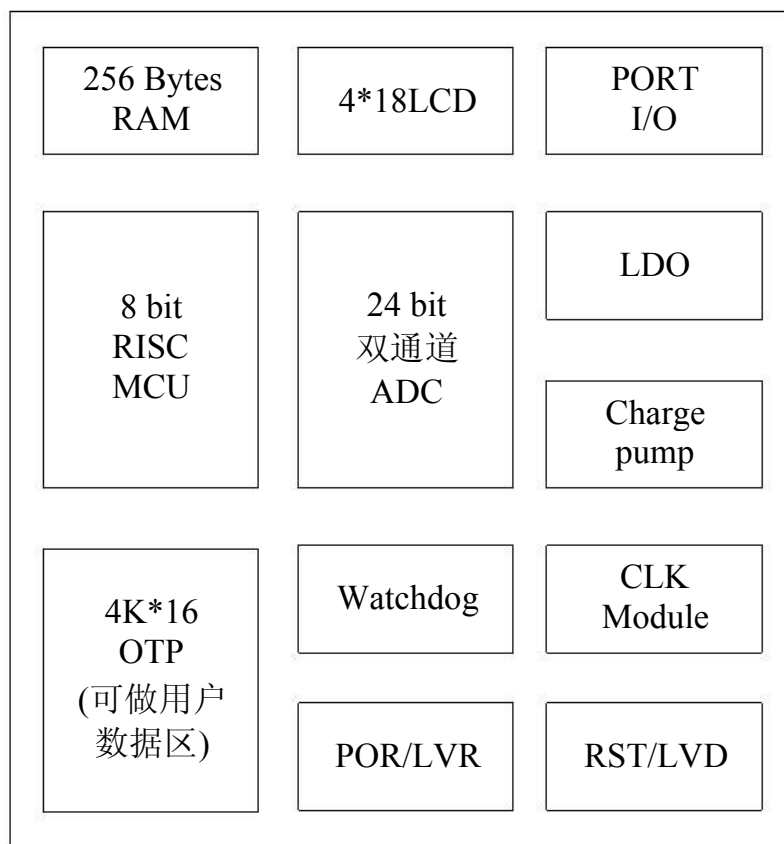 256 Bytes
RAM
4*18LCD
PORT
I/O
8 bit
RISC
MCU
24 bit
双通道
ADC
LDO
Charge
pump
4K*16
OTP
(可做用户
数据区)
Watchdog
CLK
Module
POR/LVR
RST/LVD